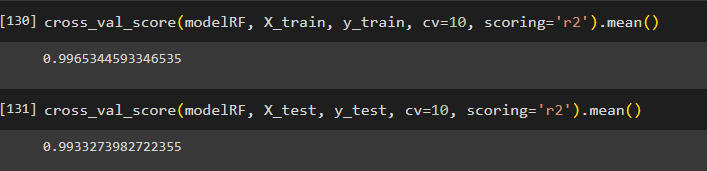 [130] cross_val_score(modelRF, X_train, y_train, cv=10, scoring='r2').mean()
0.9965344593346535
[131] cross_val_score(modelRF, X_test, y_test, cv=10, scoring='r2').mean()
0.9933273982722355